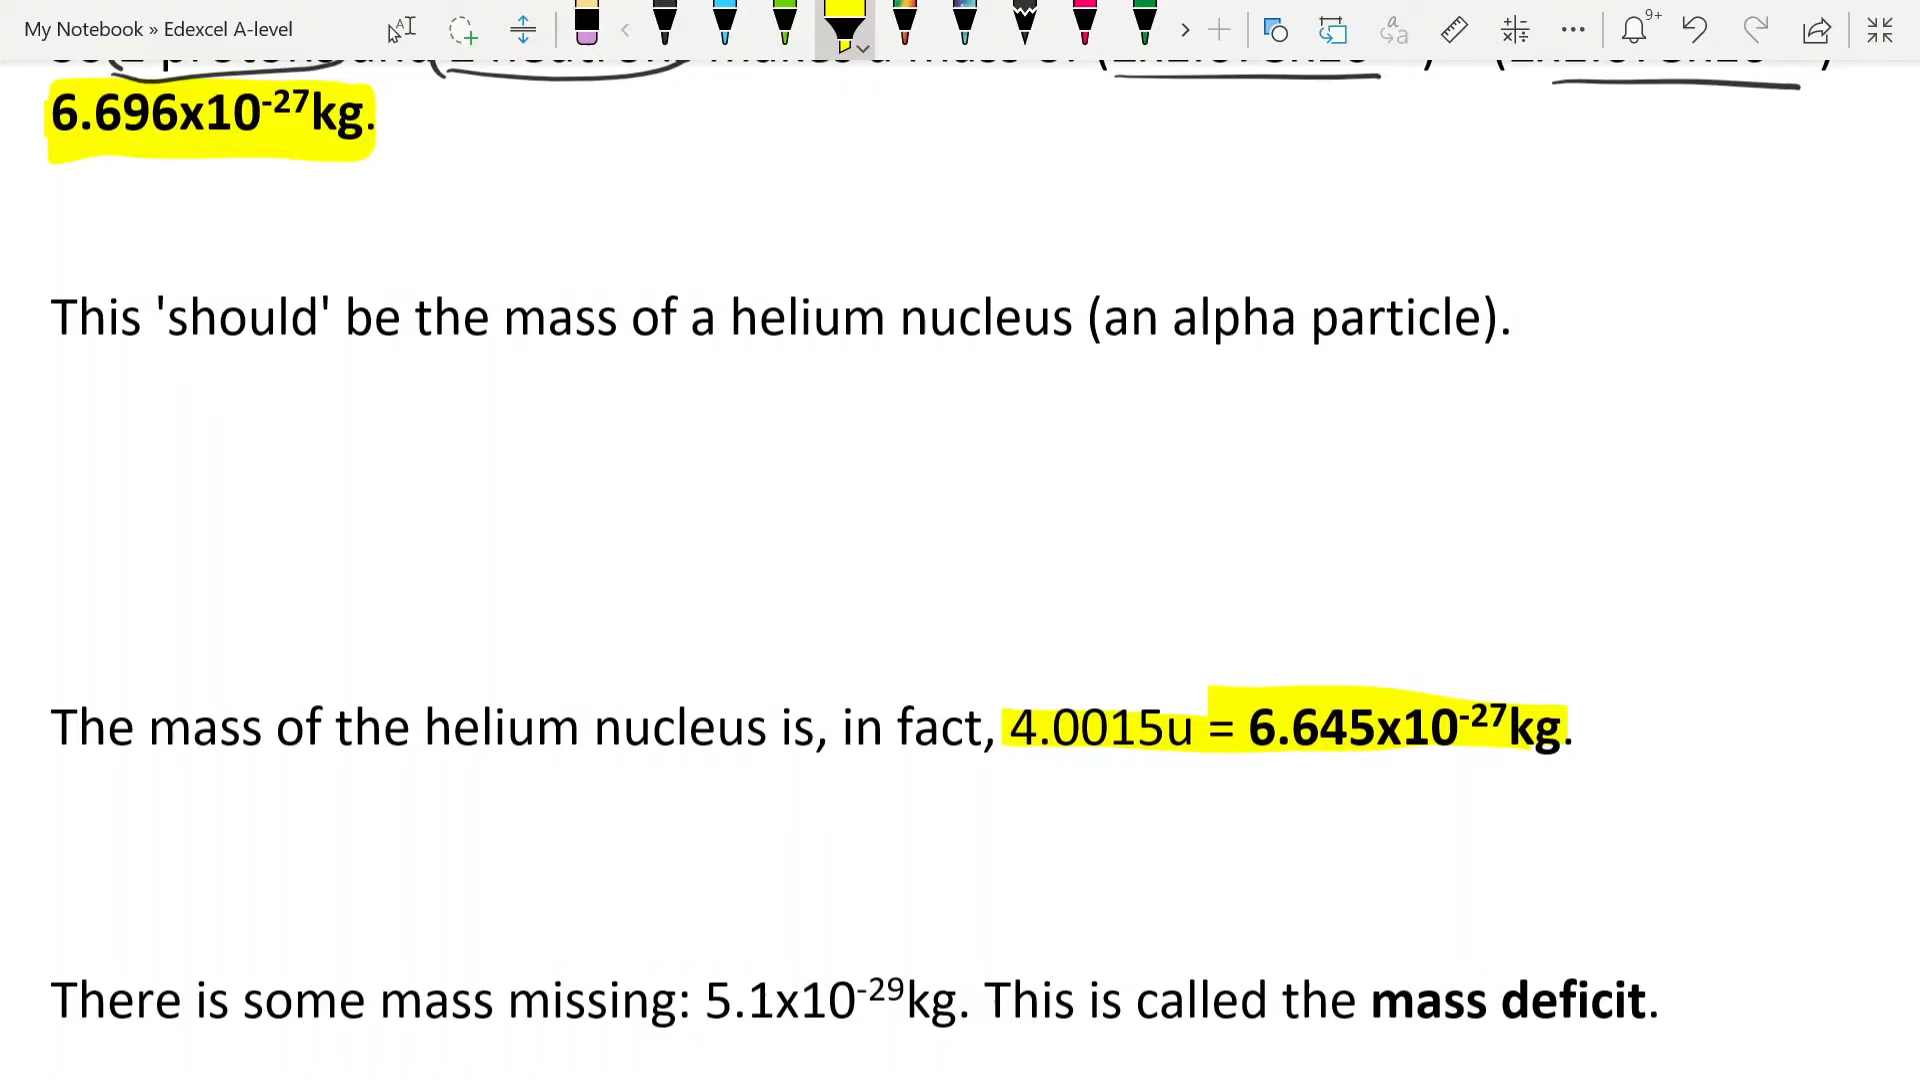 My Notebook » Edexcel A-level
9+
6.696x10⁻²⁷kg.
This 'should' be the mass of a helium nucleus (an alpha particle).
The mass of the helium nucleus is, in fact, 4.0015u = 6.645x10⁻²⁷kg.
There is some mass missing: 5.1x10⁻²⁹kg. This is called the mass deficit.